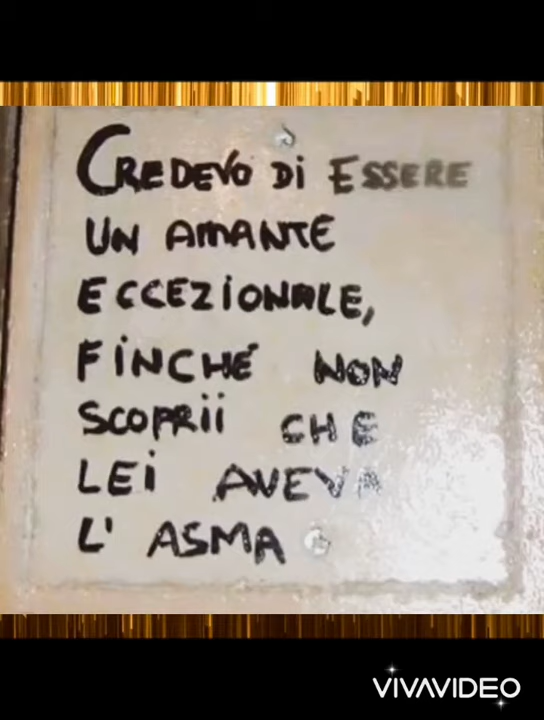 CREDEVO DI ESSERE
UN AMANTE
ECCEZIONALE,
FINCHÉ NON
SCOPRII CHE
LEI AVEVA
L' ASMA
VIVAVIDEO